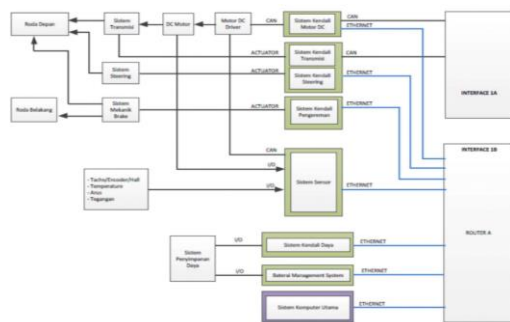 Roda Depan
Sistem
Transmisi
DC Motor
Motor DC
Driver
CAN
Sistem Kendali
Motor DC
CAN
ETHERNET
ACTUATOR
Sistem Kendali
Transmisi
CAN
Sistem
Steering
ACTUATOR
Sistem Kendali
Steering
ETHERNET
INTERFACE 1A
Roda Belakang
Sistem
Mekanik
Brake
ACTUATOR
Sistem Kendali
Pengereman
ETHERNET
INTERFACE 1B
CAN
I/O
Sistem Sensor
- Tacho/Encoder/Hall
- Temperature
- Arus
- Tegangan
I/O
ETHERNET
ROUTER A
Sistem
Penyimpanan
Daya
I/O
Sistem Kendali Daya
ETHERNET
I/O
Baterai Management System
ETHERNET
Sistem Komputer Utama
ETHERNET